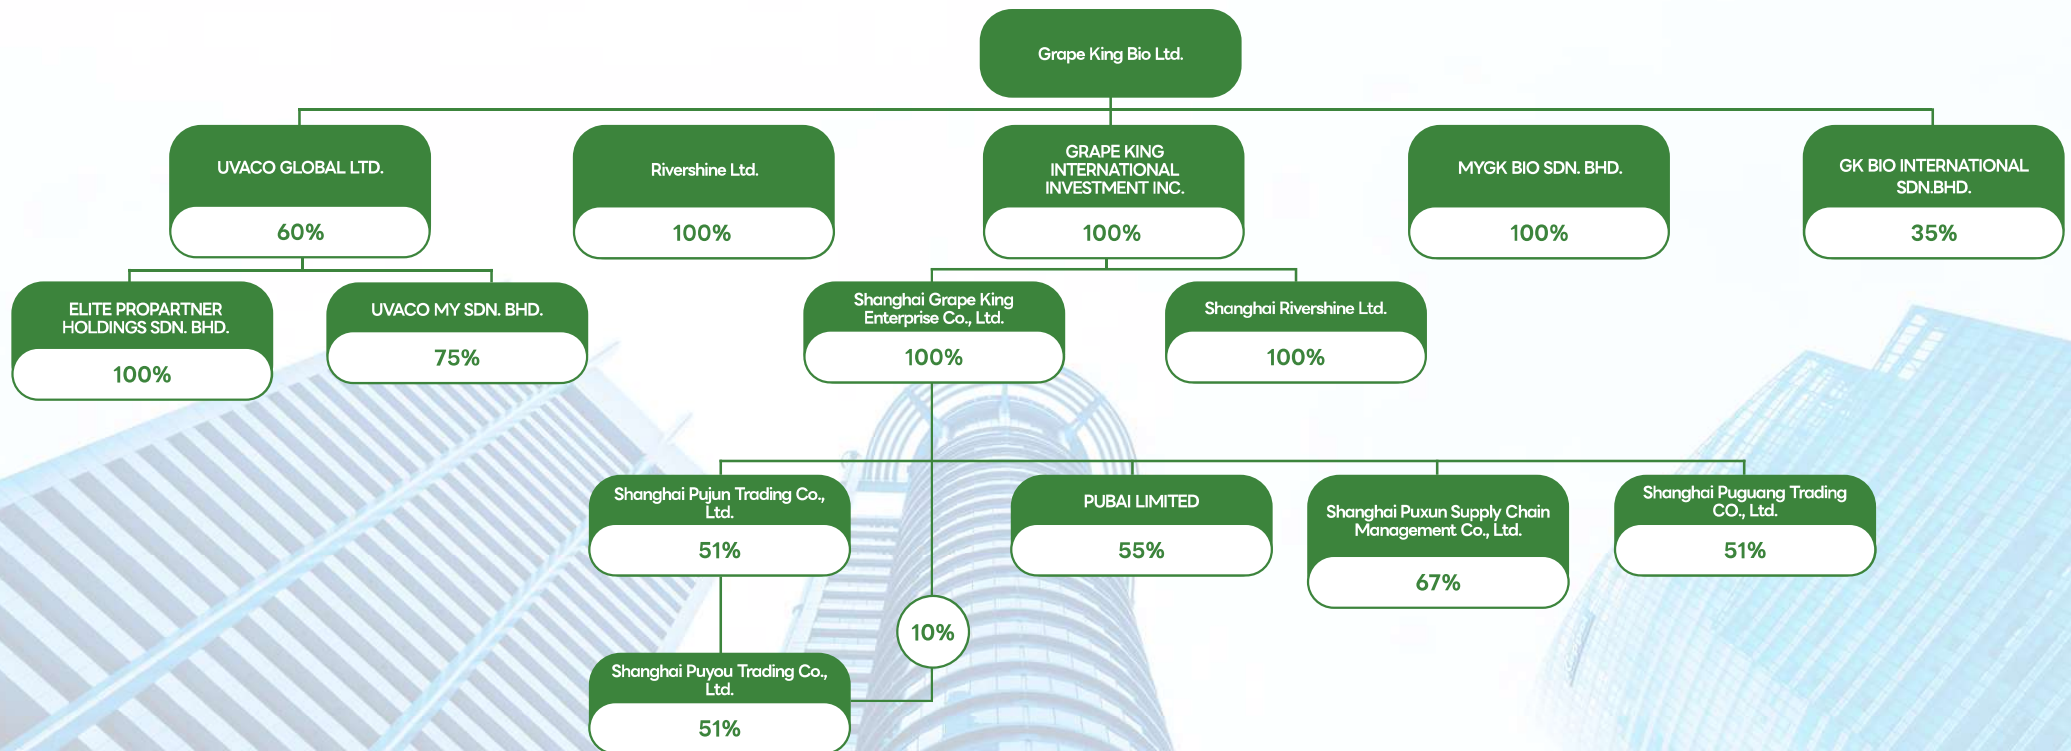 Grape King Bio Ltd.
UVACO GLOBAL LTD.
60%
Rivershine Ltd.
100%
GRAPE KING
INTERNATIONAL
INVESTMENT INC.
100%
MYGK BIO SDN. BHD.
100%
GK BIO INTERNATIONAL
SDN.BHD.
35%
ELITE PROPARTNER
HOLDINGS SDN. BHD.
100%
UVACO MY SDN. BHD.
75%
Shanghai Grape King
Enterprise Co., Ltd.
100%
Shanghai Rivershine Ltd.
100%
Shanghai Pujun Trading Co.,
Ltd.
51%
PUBAI LIMITED
55%
Shanghai Puxun Supply Chain
Management Co., Ltd.
67%
Shanghai Puguang Trading
CO., Ltd.
51%
10%
Shanghai Puyou Trading Co.,
Ltd.
51%